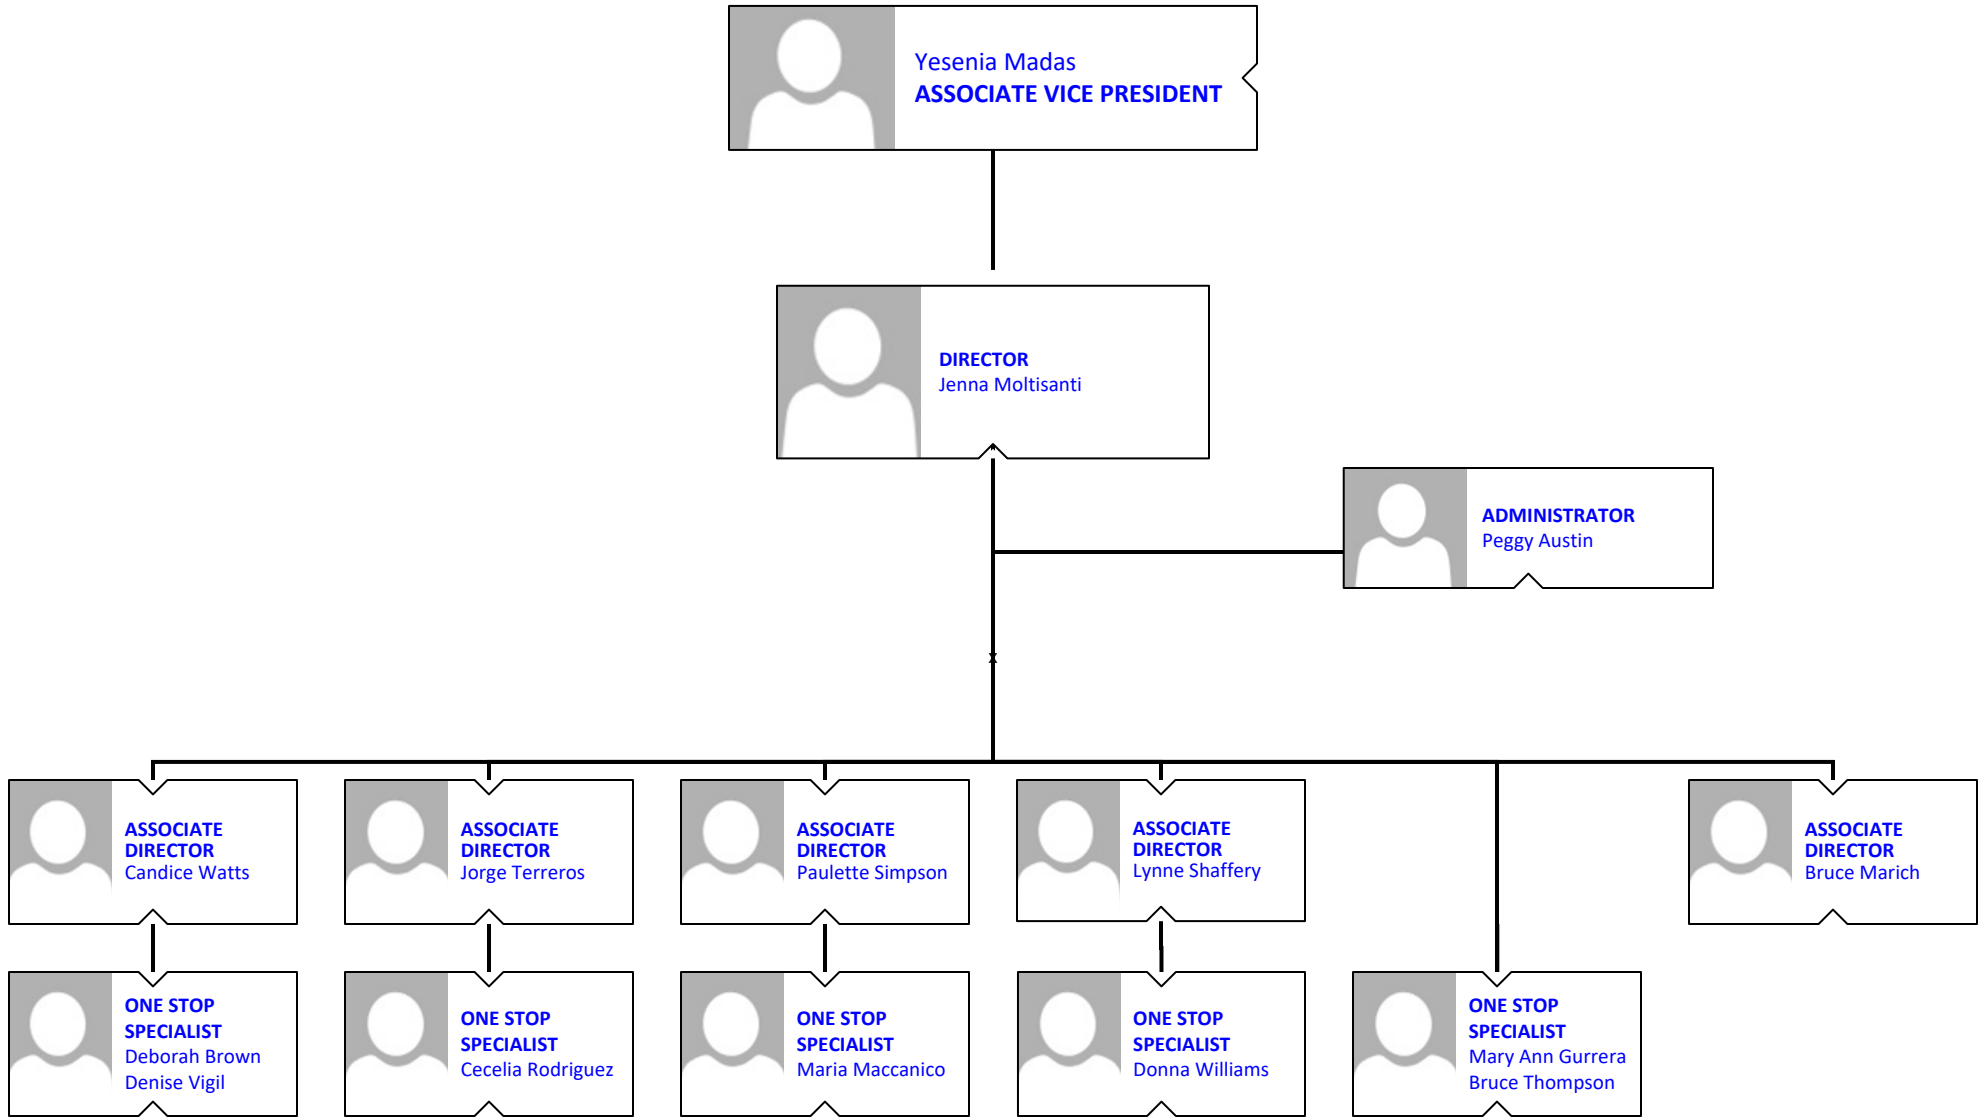 Yesenia Madas
ASSOCIATE VICE PRESIDENT
DIRECTOR
Jenna Moltisanti
ADMINISTRATOR
Peggy Austin
ASSOCIATE
DIRECTOR
Candice Watts
ASSOCIATE
DIRECTOR
Jorge Terreros
ASSOCIATE
DIRECTOR
Paulette Simpson
ASSOCIATE
DIRECTOR
Lynne Shaffery
ASSOCIATE
DIRECTOR
Bruce Marich
ONE STOP
SPECIALIST
Deborah Brown
Denise Vigil
ONE STOP
SPECIALIST
Cecelia Rodriguez
ONE STOP
SPECIALIST
Maria Maccanico
ONE STOP
SPECIALIST
Donna Williams
ONE STOP
SPECIALIST
Mary Ann Gurrera
Bruce Thompson